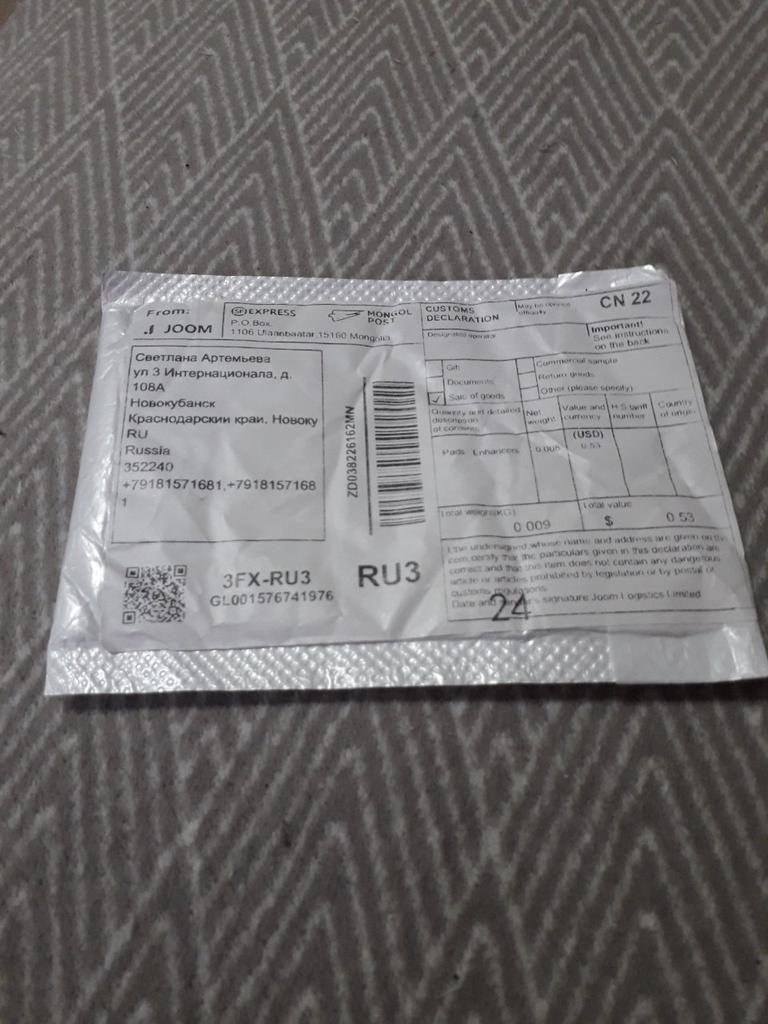 From:
JOOM
EXPRESS
P.O.Box.
1106 Ulaanbaatar,15160 Mongolia
MONGOL
POST
CUSTOMS
DECLARATION
May be opened
officially
CN 22
Designated operator
Important!
See instructions
on the back
Светлана Артемьева
ул 3 Интернационала, д.
108А
Новокубанск
Краснодарский край. Новоку
RU
Russia
352240
+79181571681,+7918157168
1
ZD038226162MN
3FX-RU3
GL001576741976
RU3
Gift
Documents
Sale of goods
Commercial sample
Return goods
Other (please specify)
Quantity and detailed
description
of contents
Net
weight
Value and
currency
H S tariff
number
Country
of origin
(USD)
Pads Enhancers
0.53
Total weight(KG)
0 009
Total value
$ 0 53
I the undersigned,whose name and address are given on the
item,certify that the particulars given in this declaration are
correct and that this item does not contain any dangerous
article or articles prohibited by legislation or by postal or
customs regulations
Date and sender's signature Joom Logistics Limited
24